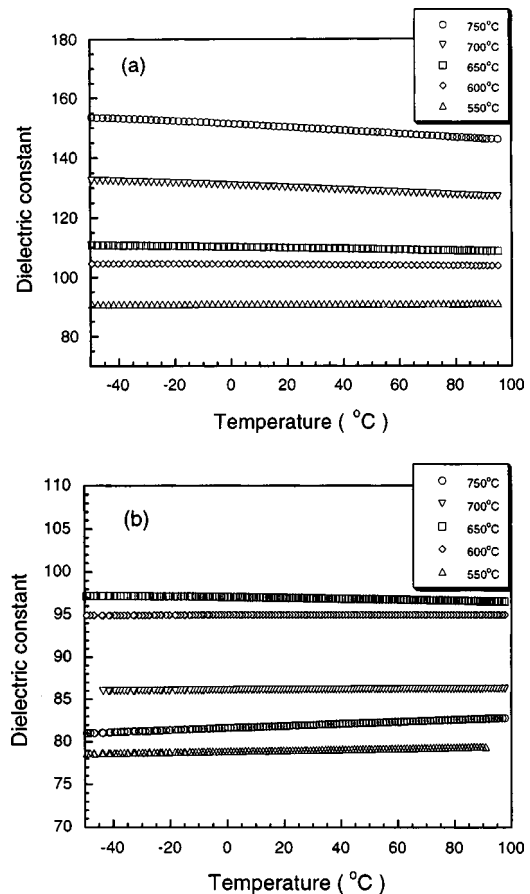 180
160
140
120
100
80
(a)
750°C
700°C
650°C
600°C
550°C
Dielectric constant
-40 -20 0 20 40 60 80 100
Temperature ( °C )
110
105
100
95
90
85
80
75
70
(b)
750°C
700°C
650°C
600°C
550°C
Dielectric constant
-40 -20 0 20 40 60 80 100
Temperature ( °C )